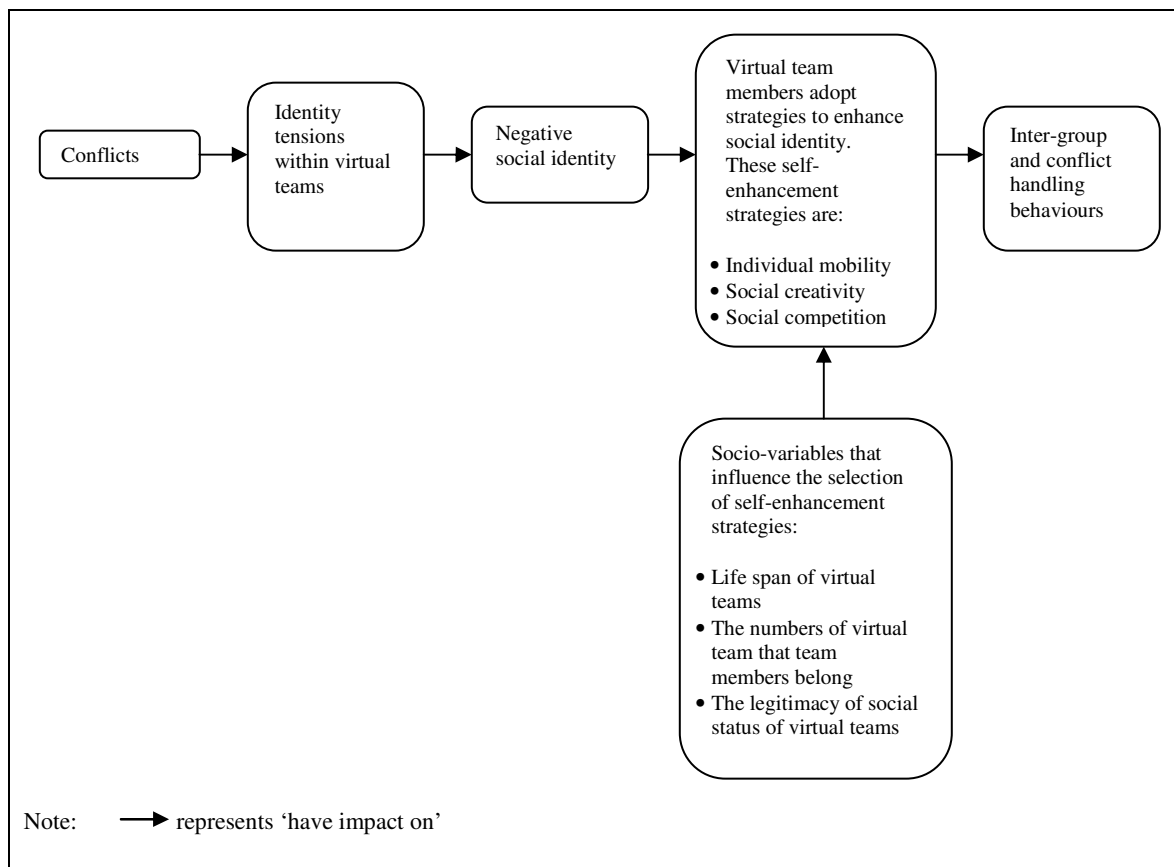 Conflicts
Identity
tensions
within virtual
teams
Negative
social identity
Virtual team
members adopt
strategies to enhance
social identity.
These self-
enhancement
strategies are:
• Individual mobility
• Social creativity
• Social competition
Inter-group
and conflict
handling
behaviours
Socio-variables that
influence the selection
of self-enhancement
strategies:
• Life span of virtual
teams
• The numbers of virtual
team that team
members belong
• The legitimacy of social
status of virtual teams
Note: represents ‘have impact on’